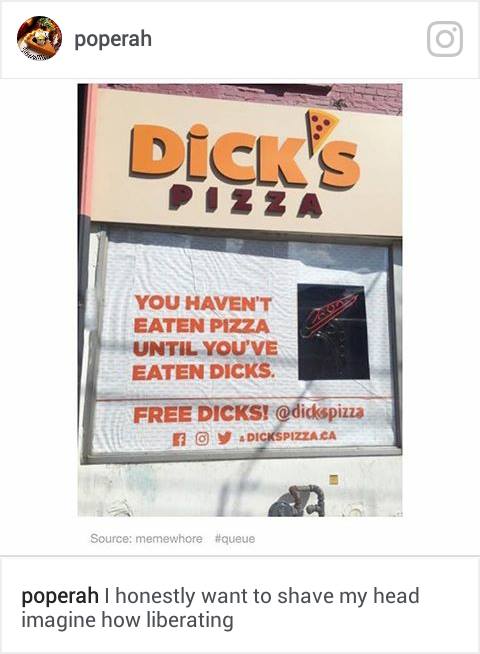 poperah
DiCK's
PIZZA
YOU HAVEN'T
EATEN PIZZA
UNTIL YOU'VE
EATEN DICKS.
FREE DICKS! @dickspizza
& DICKSPIZZA.CA
Source: memewhore #queue
poperah I honestly want to shave my head
imagine how liberating